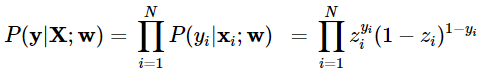 P(y|X; w) = ∏_{i=1}^{N} P(y_i|x_i; w) = ∏_{i=1}^{N} z_i^{y_i}(1 − z_i)^{1−y_i}